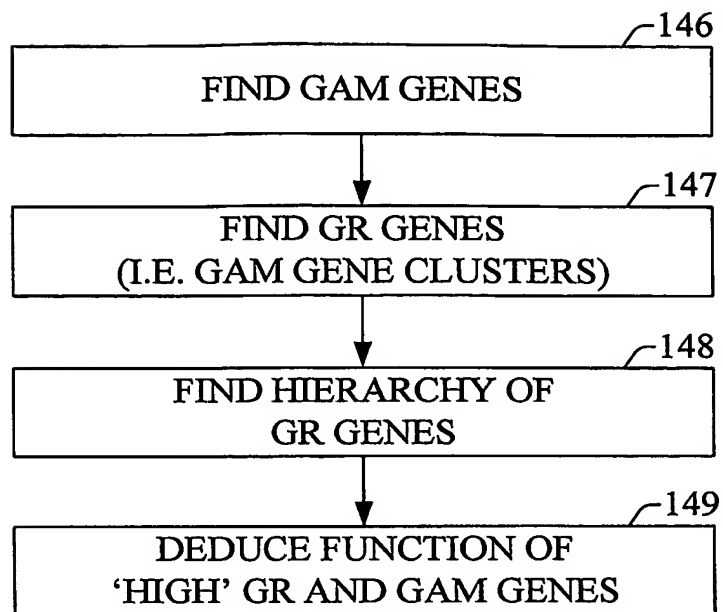 146
FIND GAM GENES
147
FIND GR GENES
(I.E. GAM GENE CLUSTERS)
148
FIND HIERARCHY OF
GR GENES
149
DEDUCE FUNCTION OF
‘HIGH’ GR AND GAM GENES